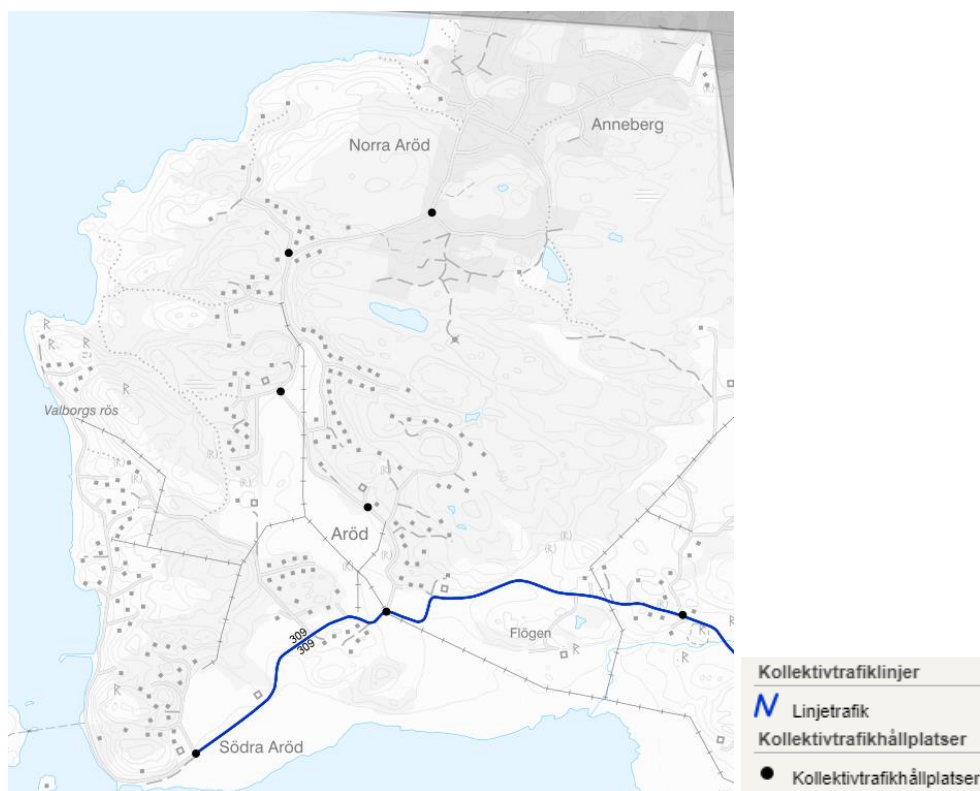 Anneberg
Norra Aröd
R
R
R
R
Valborgs rös
(R)
(R)
(R)
(R)
Aröd
(R)
(R)
(R)
309
309
Flögen
R
R
R
(R)
R
R
Södra Aröd
Kollektivtrafiklinjer
Linjetrafik
Kollektivtrafikhållplatser
Kollektivtrafikhållplatser